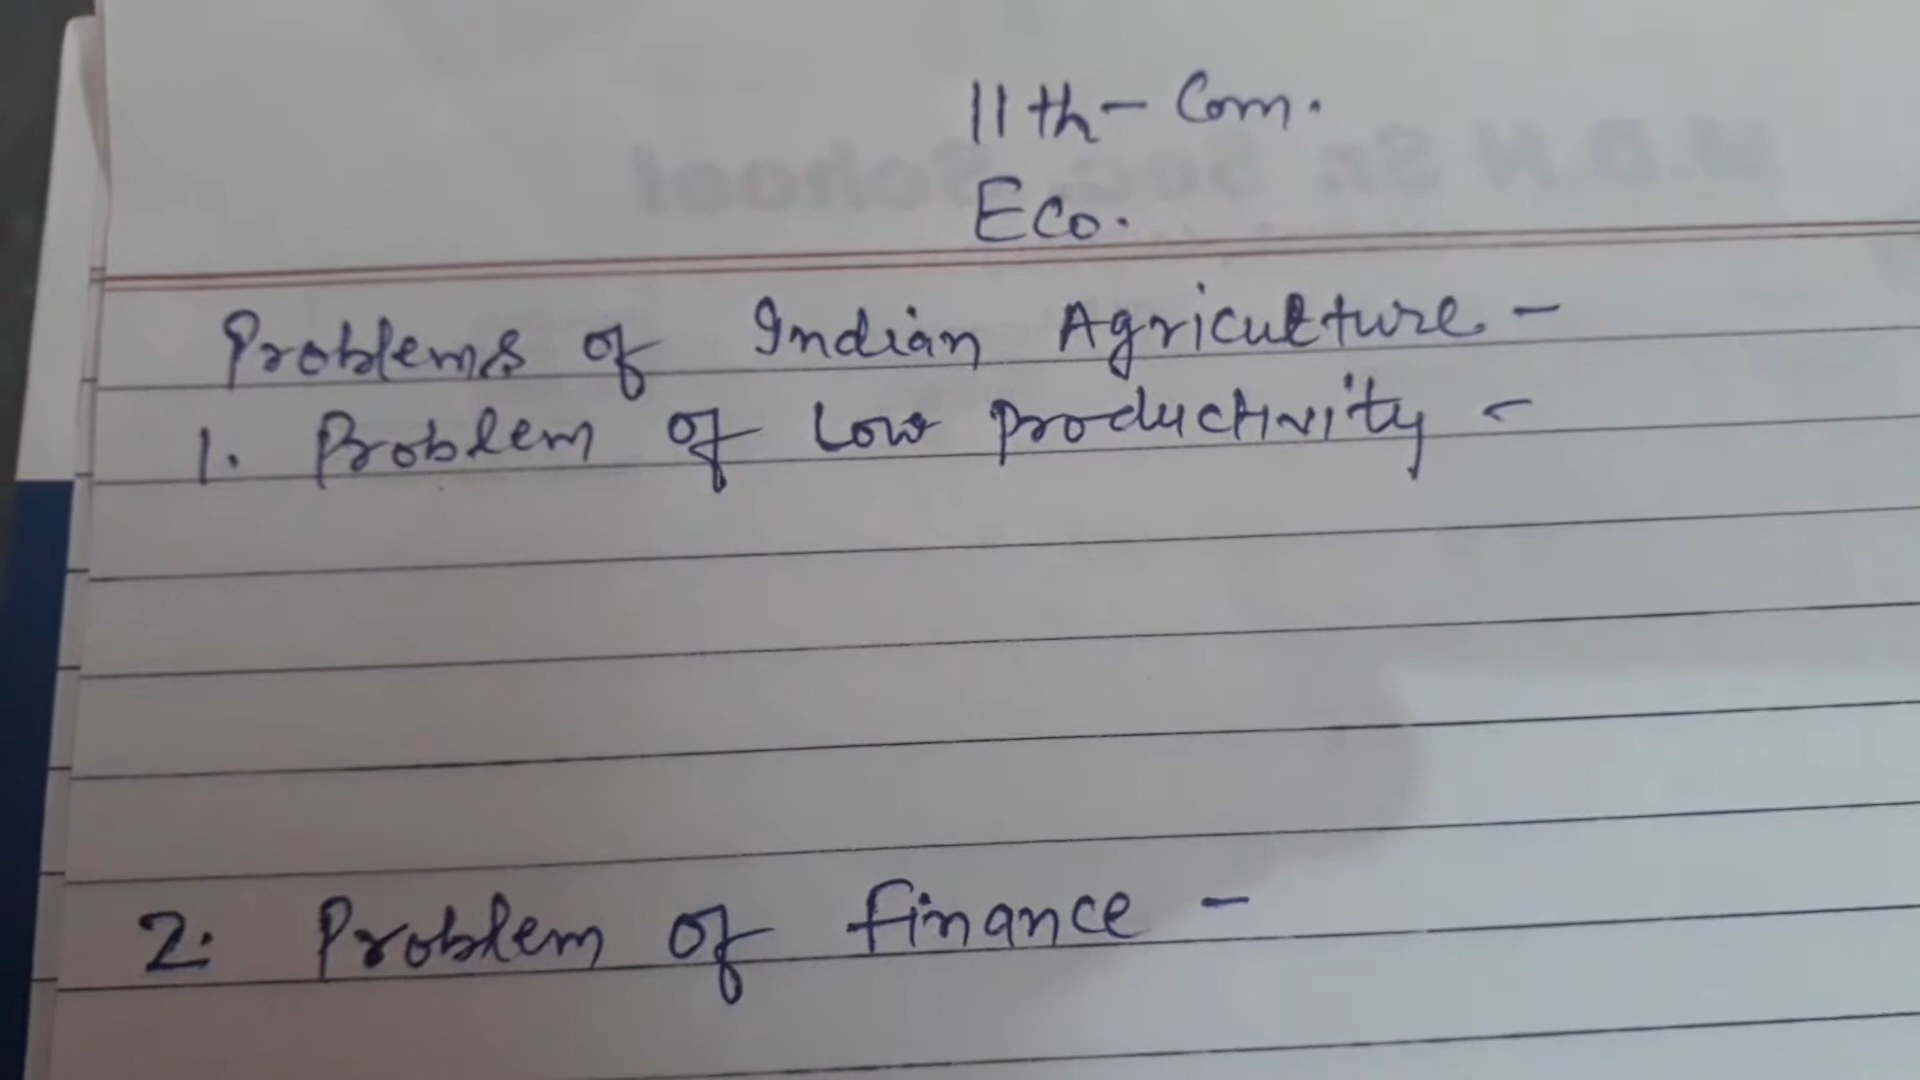 11th - Com.
Eco.
Problems of Indian Agriculture -
1. Problem of Low productivity -
2. Problem of finance -